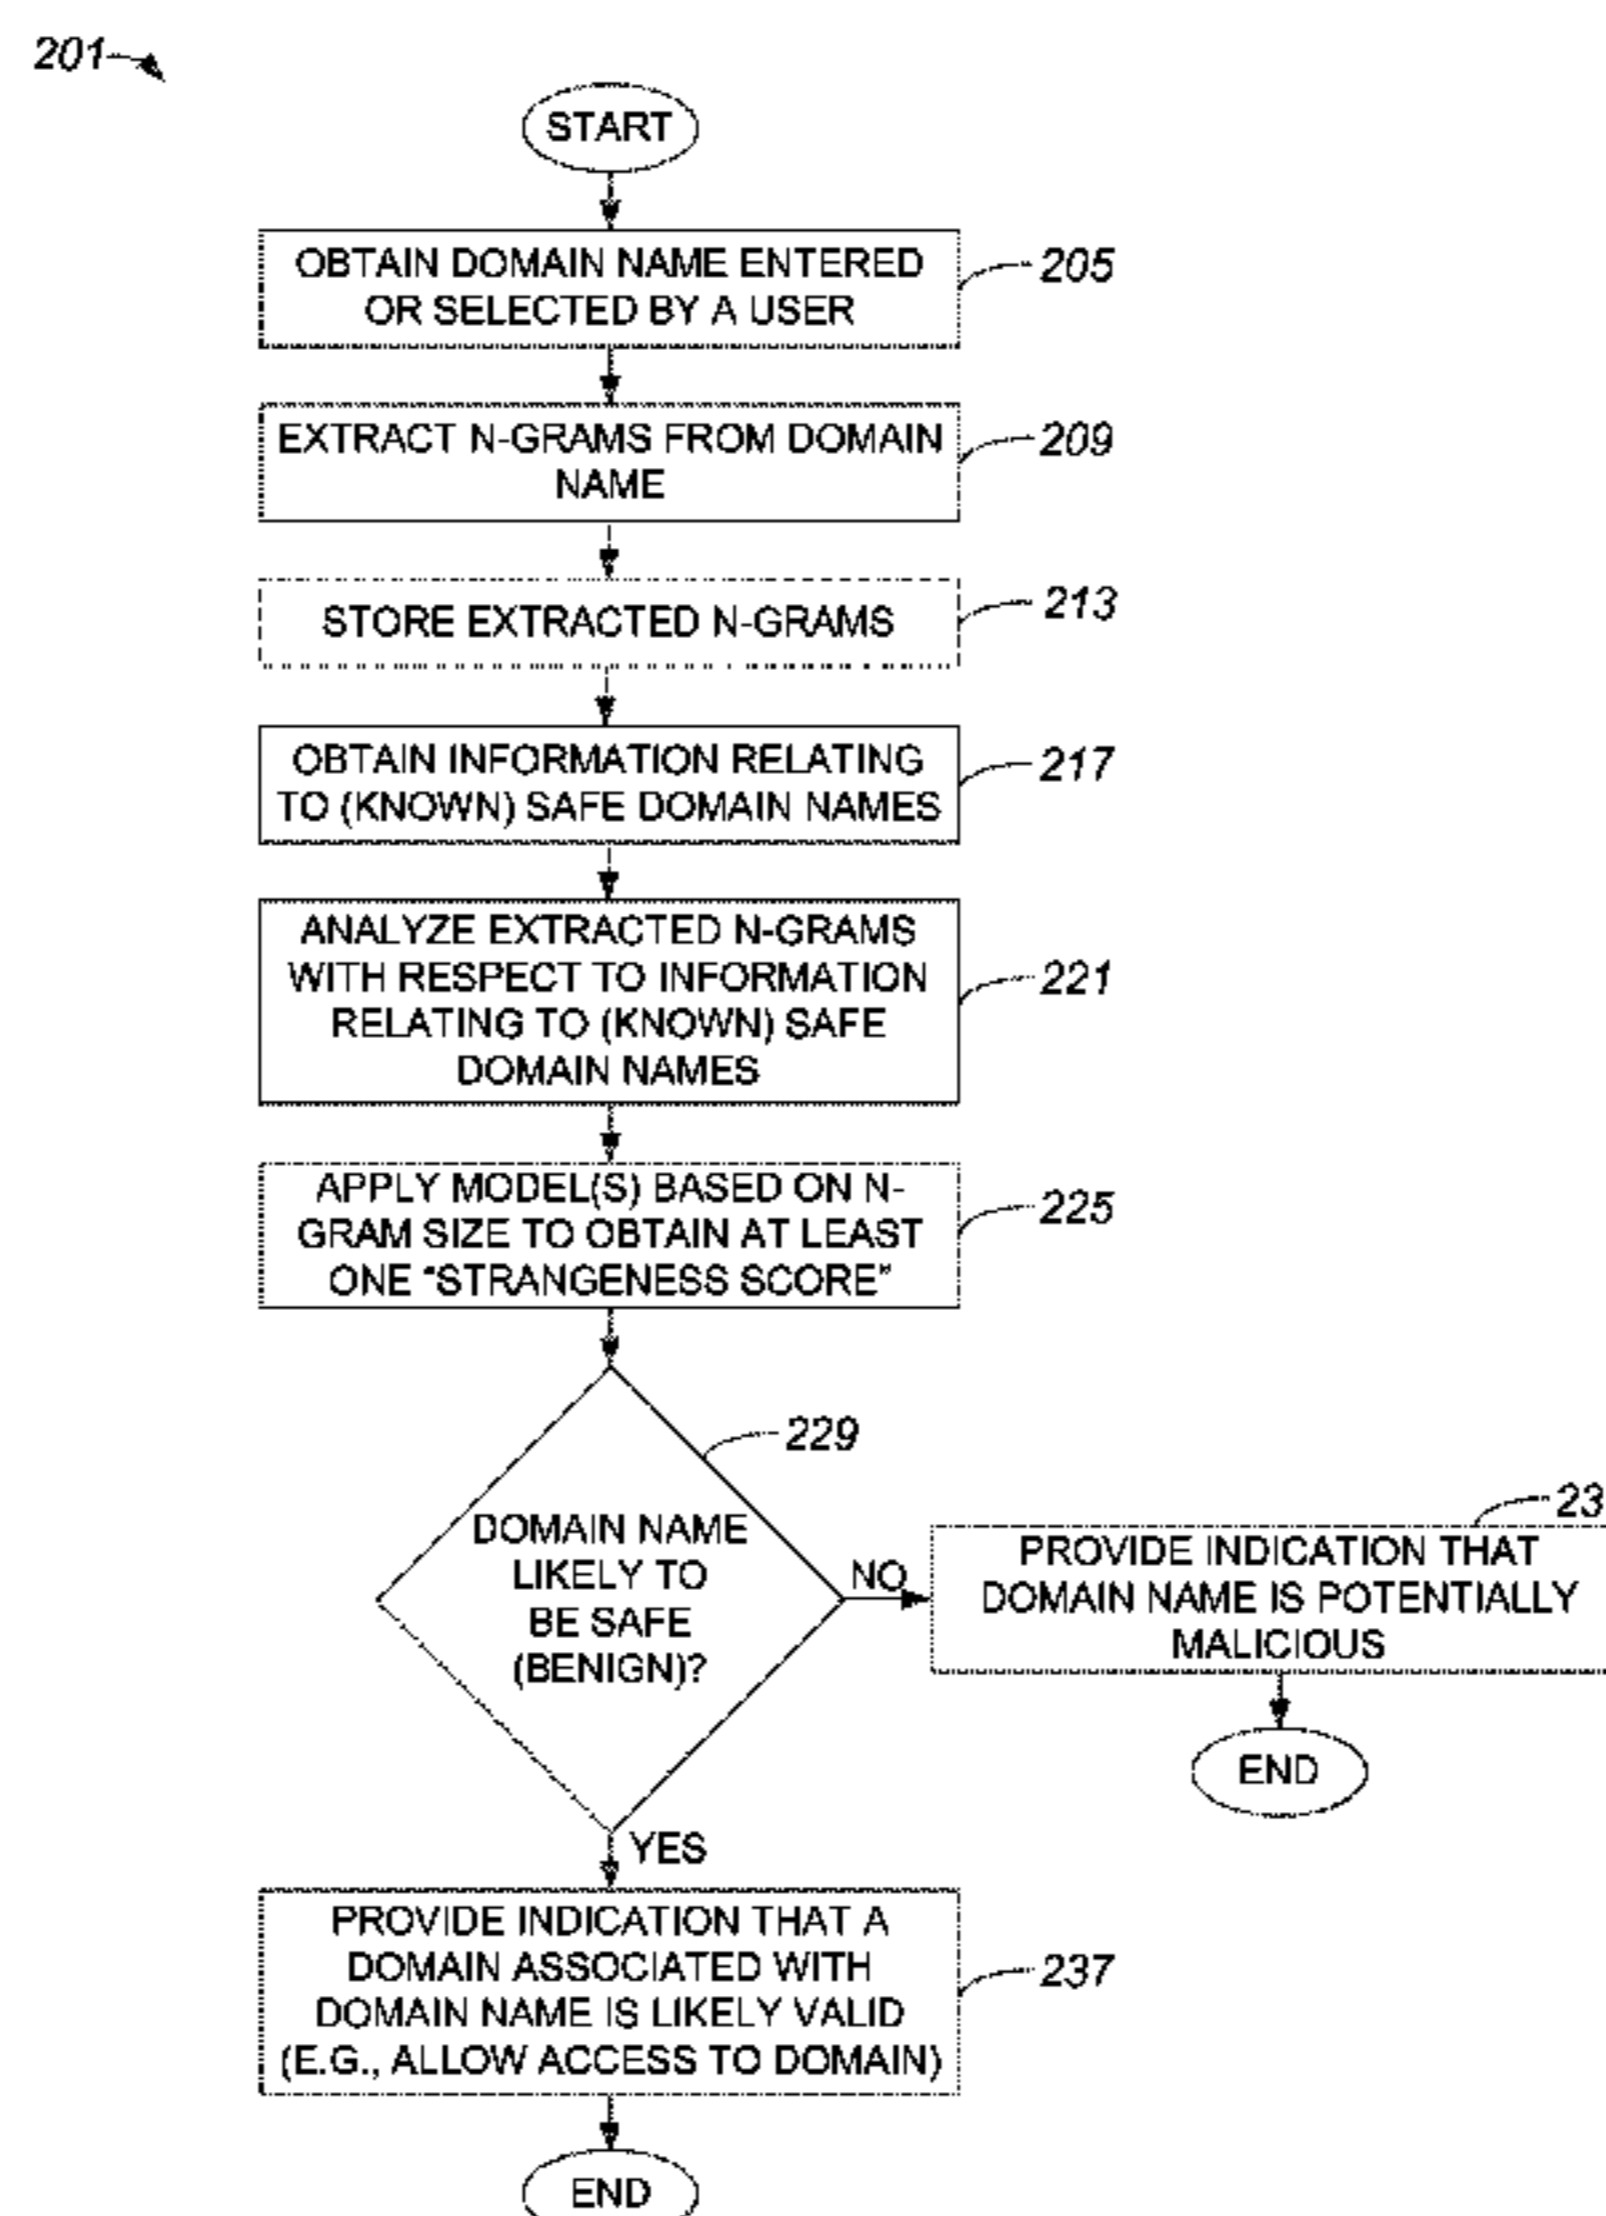 201
START
OBTAIN DOMAIN NAME ENTERED
OR SELECTED BY A USER
205
EXTRACT N-GRAMS FROM DOMAIN
NAME
209
STORE EXTRACTED N-GRAMS
213
OBTAIN INFORMATION RELATING
TO (KNOWN) SAFE DOMAIN NAMES
217
ANALYZE EXTRACTED N-GRAMS
WITH RESPECT TO INFORMATION
RELATING TO (KNOWN) SAFE
DOMAIN NAMES
221
APPLY MODEL(S) BASED ON N-
GRAM SIZE TO OBTAIN AT LEAST
ONE "STRANGENESS SCORE"
225
229
DOMAIN NAME
LIKELY TO
BE SAFE
(BENIGN)?
NO
23
PROVIDE INDICATION THAT
DOMAIN NAME IS POTENTIALLY
MALICIOUS
END
YES
PROVIDE INDICATION THAT A
DOMAIN ASSOCIATED WITH
DOMAIN NAME IS LIKELY VALID
(E.G., ALLOW ACCESS TO DOMAIN)
237
END